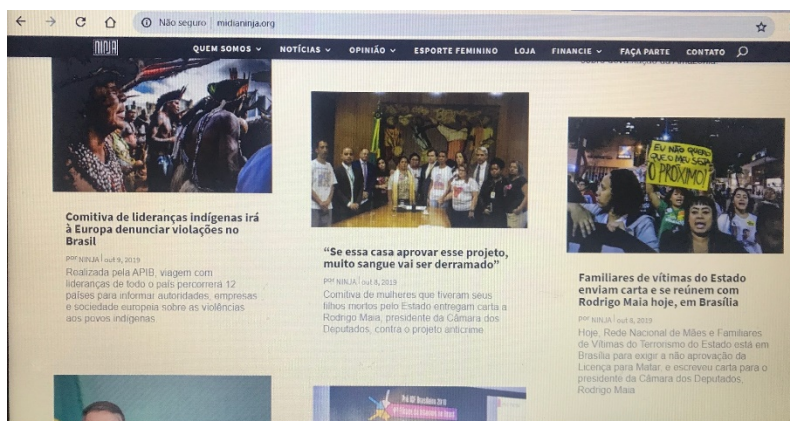 Não seguro midianinja.org
NINJA
QUEM SOMOS NOTÍCIAS OPINIÃO ESPORTE FEMININO LOJA FINANCIE FAÇA PARTE CONTATO
Comitiva de lideranças indígenas irá
à Europa denunciar violações no
Brasil
por NINJA | out 9, 2019
Realizada pela APIB, viagem com
lideranças de todo o país percorrerá 12
países para informar autoridades, empresas
e sociedade europeia sobre as violências
aos povos indígenas
“Se essa casa aprovar esse projeto,
muito sangue vai ser derramado”
por NINJA | out 8, 2019
Comitiva de mulheres que tiveram seus
filhos mortos pelo Estado entregam carta a
Rodrigo Maia, presidente da Câmara dos
Deputados, contra o projeto anticrime
EU NÃO QUERO
QUE O MEU SEJA
O PRÓXIMO!
Familiares de vítimas do Estado
enviam carta e se reúnem com
Rodrigo Maia hoje, em Brasília
por NINJA | out 8, 2019
Hoje, Rede Nacional de Mães e Familiares
de Vítimas do Terrorismo do Estado está em
Brasília para exigir a não aprovação da
Licença para Matar, e escreveu carta para o
presidente da Câmara dos Deputados,
Rodrigo Maia
Pré IGF Brasileiro 2019